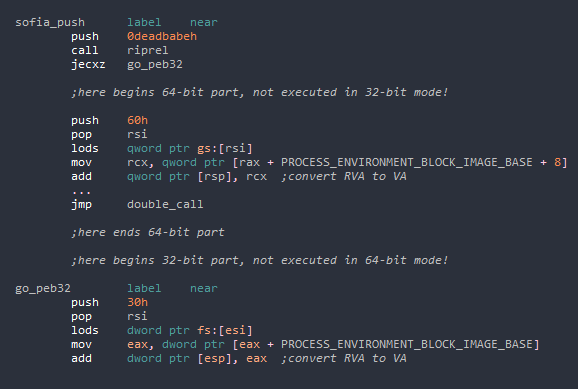 sofia_push label near
push 0deadbabeh
call riprel
jecxz go_peb32
;here begins 64-bit part, not executed in 32-bit mode!
push 60h
pop rsi
lods qword ptr gs:[rsi]
mov rcx, qword ptr [rax + PROCESS_ENVIRONMENT_BLOCK_IMAGE_BASE + 8]
add qword ptr [rsp], rcx ;convert RVA to VA
...
jmp double_call
;here ends 64-bit part
;here begins 32-bit part, not executed in 64-bit mode!
go_peb32 label near
push 30h
pop rsi
lods dword ptr fs:[esi]
mov eax, dword ptr [eax + PROCESS_ENVIRONMENT_BLOCK_IMAGE_BASE]
add dword ptr [esp], eax ;convert RVA to VA